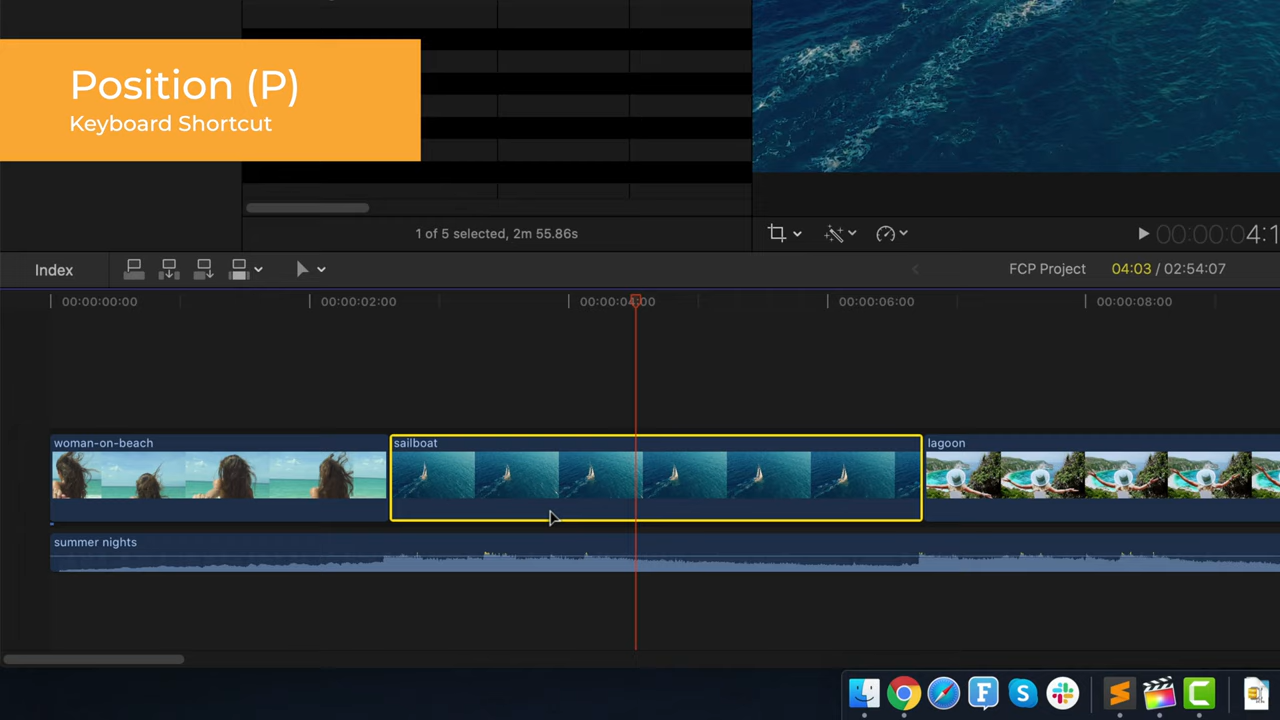 Position (P)
Keyboard Shortcut
1 of 5 selected, 2m 55.86s
00:00:04:1
Index
FCP Project
04:03 / 02:54:07
00:00:00:00
00:00:02:00
00:00:04:00
00:00:06:00
00:00:08:00
woman-on-beach
sailboat
lagoon
summer nights